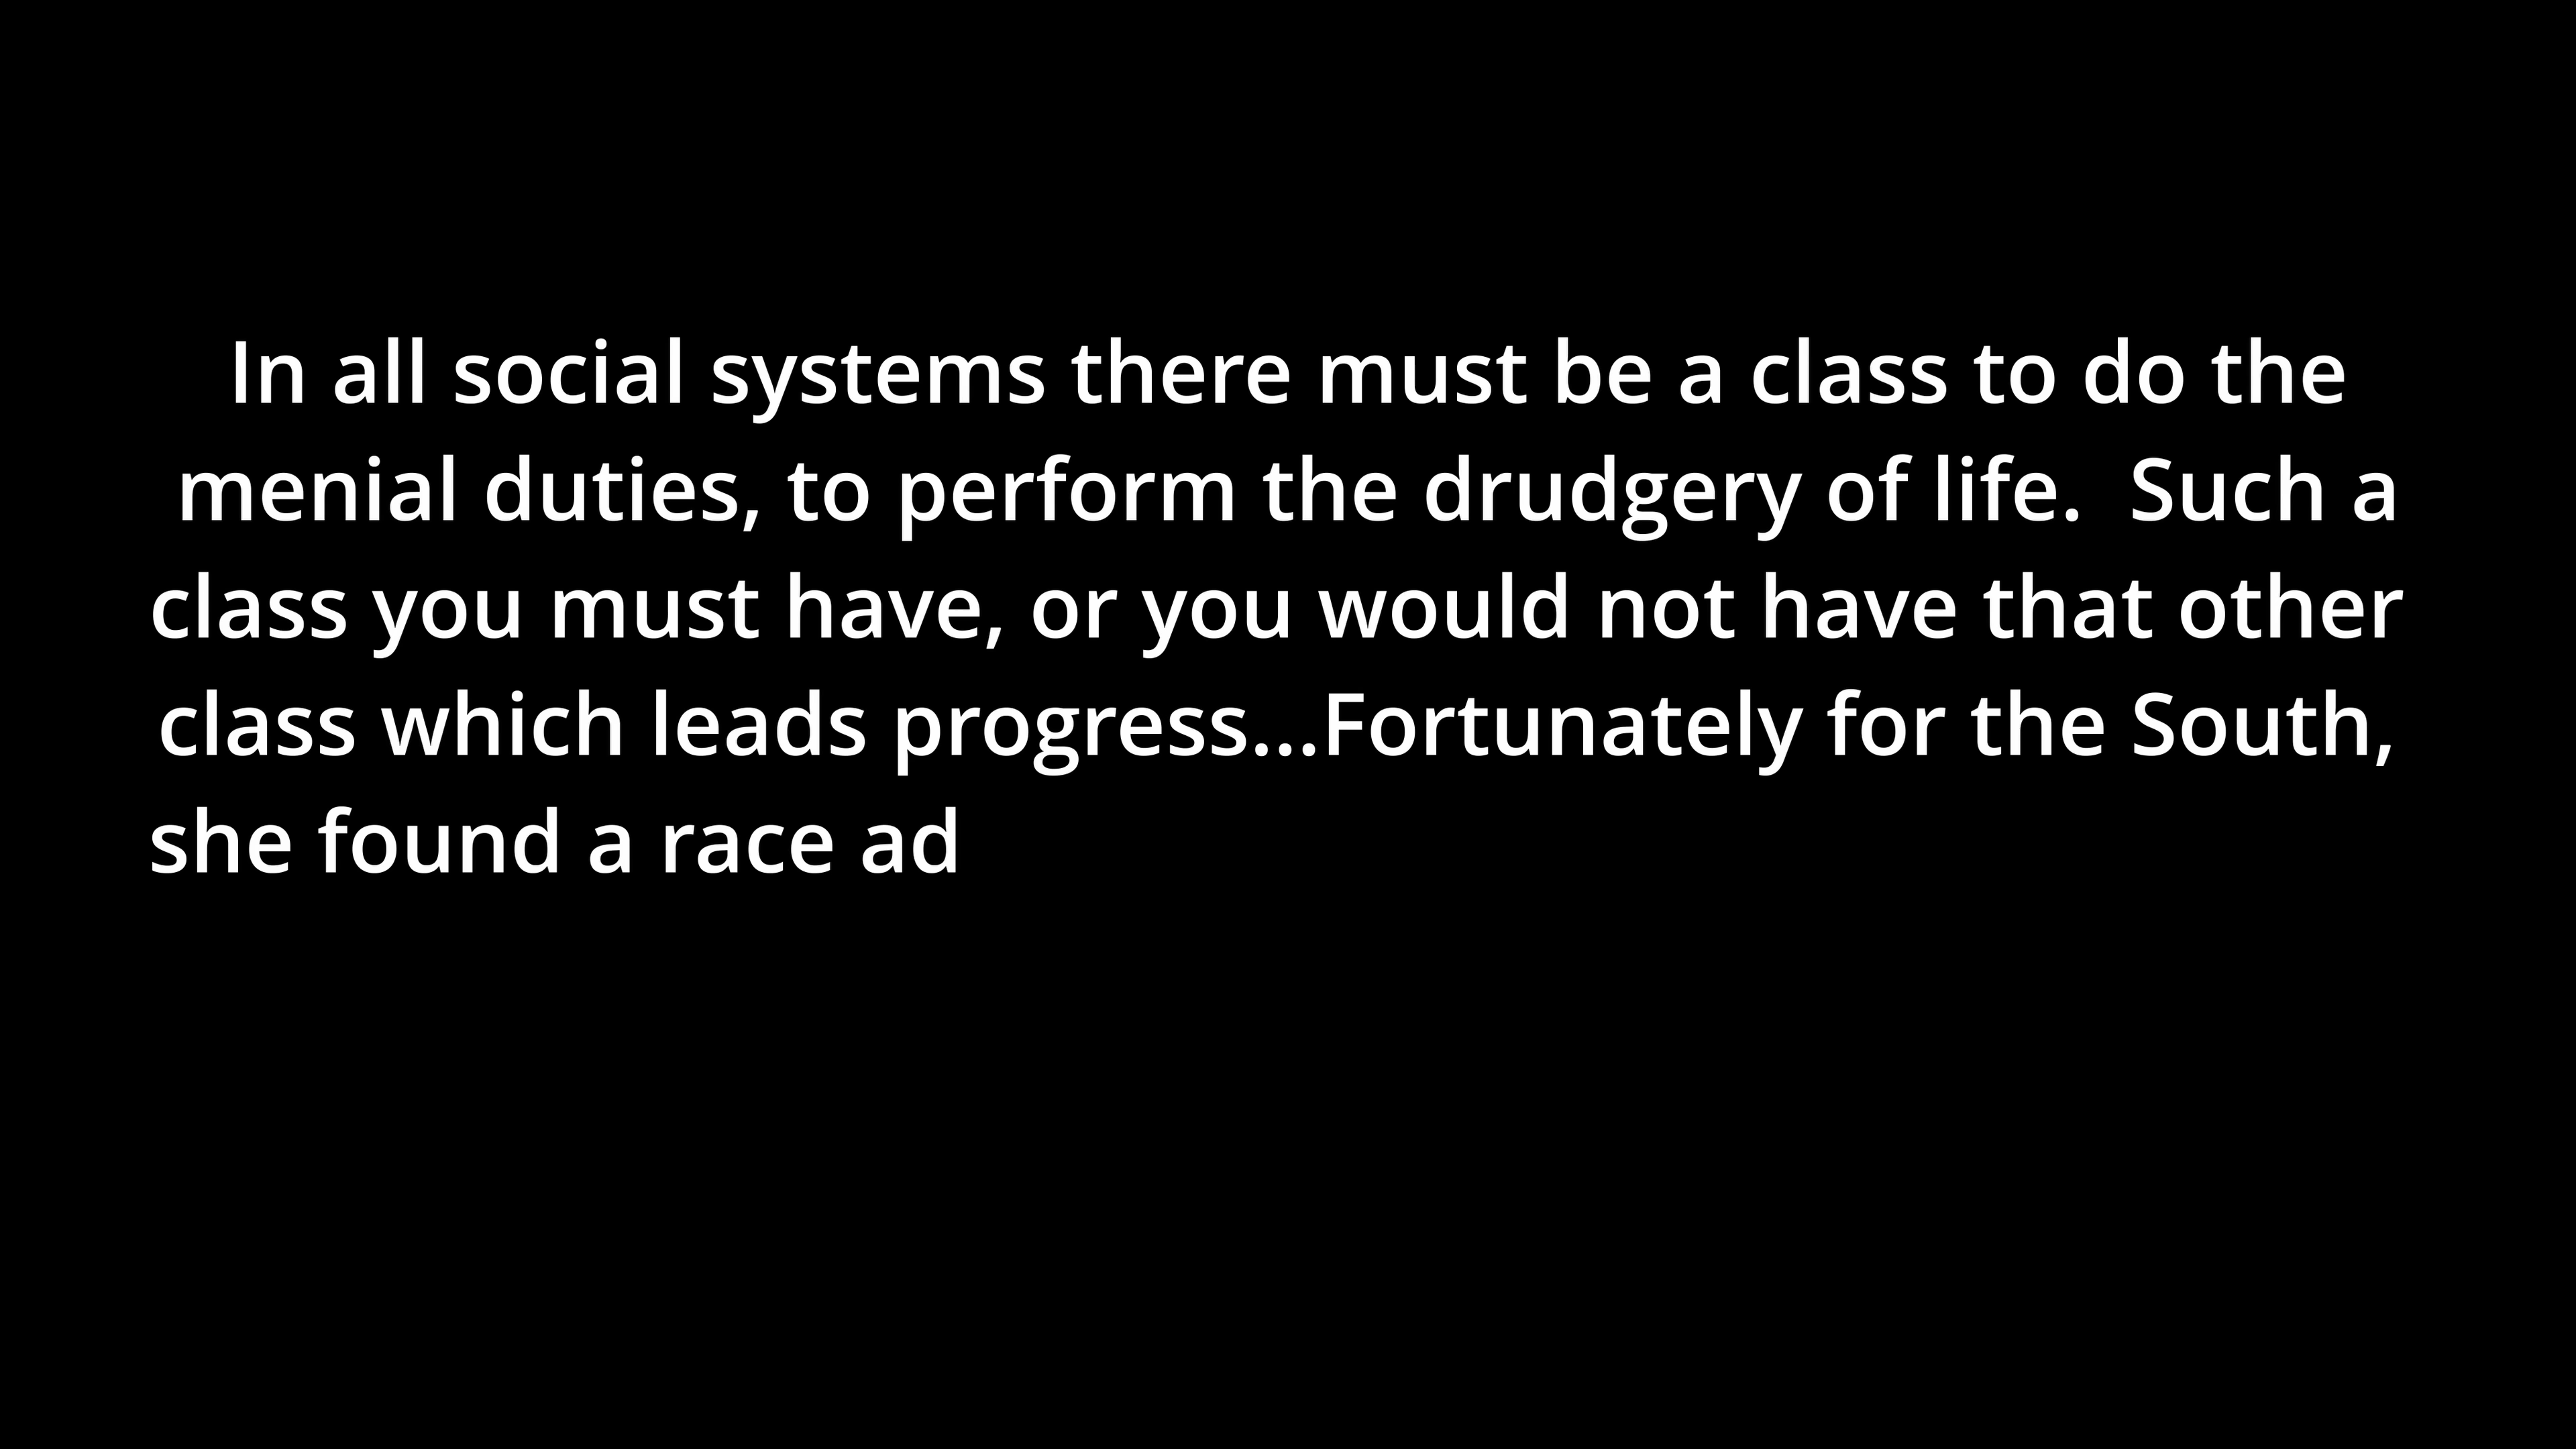 In all social systems there must be a class to do the
menial duties, to perform the drudgery of life.  Such a
class you must have, or you would not have that other
class which leads progress...Fortunately for the South,
she found a race ad